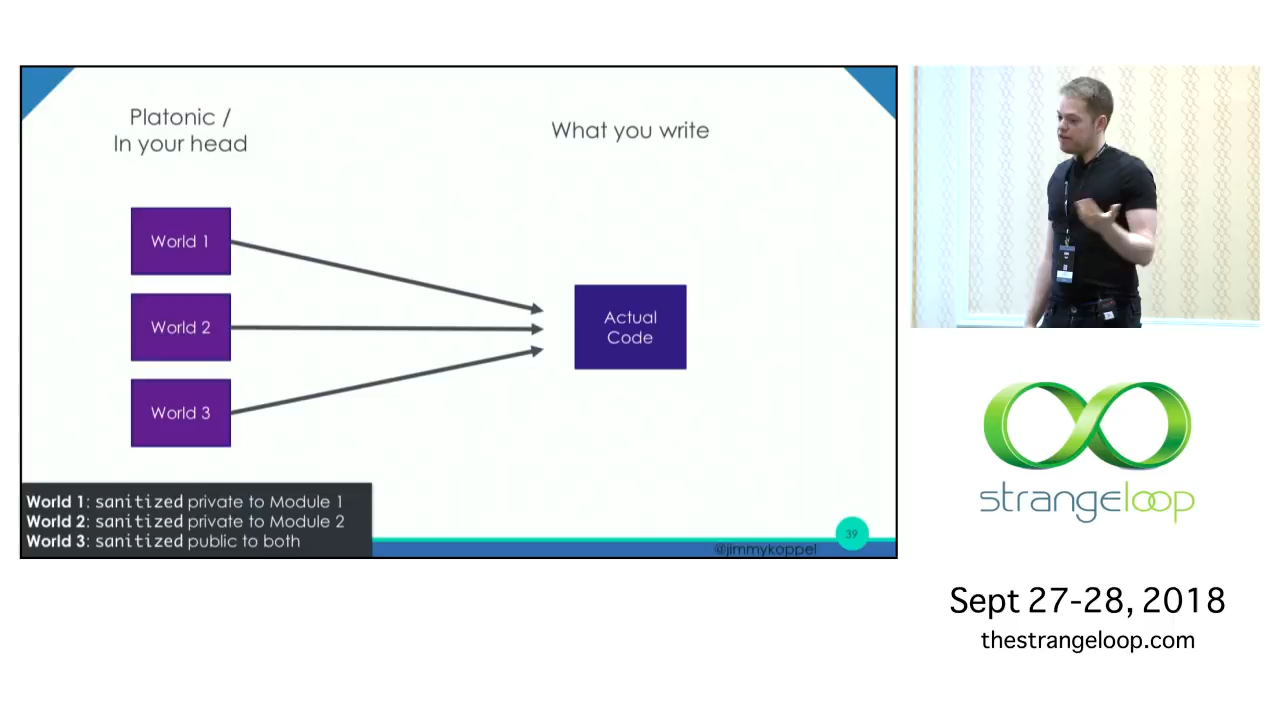 Platonic /
In your head
What you write
World 1
World 2
World 3
Actual
Code
World 1: sanitized private to Module 1
World 2: sanitized private to Module 2
World 3: sanitized public to both
@jimmykoppel
39
strangeloop
Sept 27-28, 2018
thestrangeloop.com